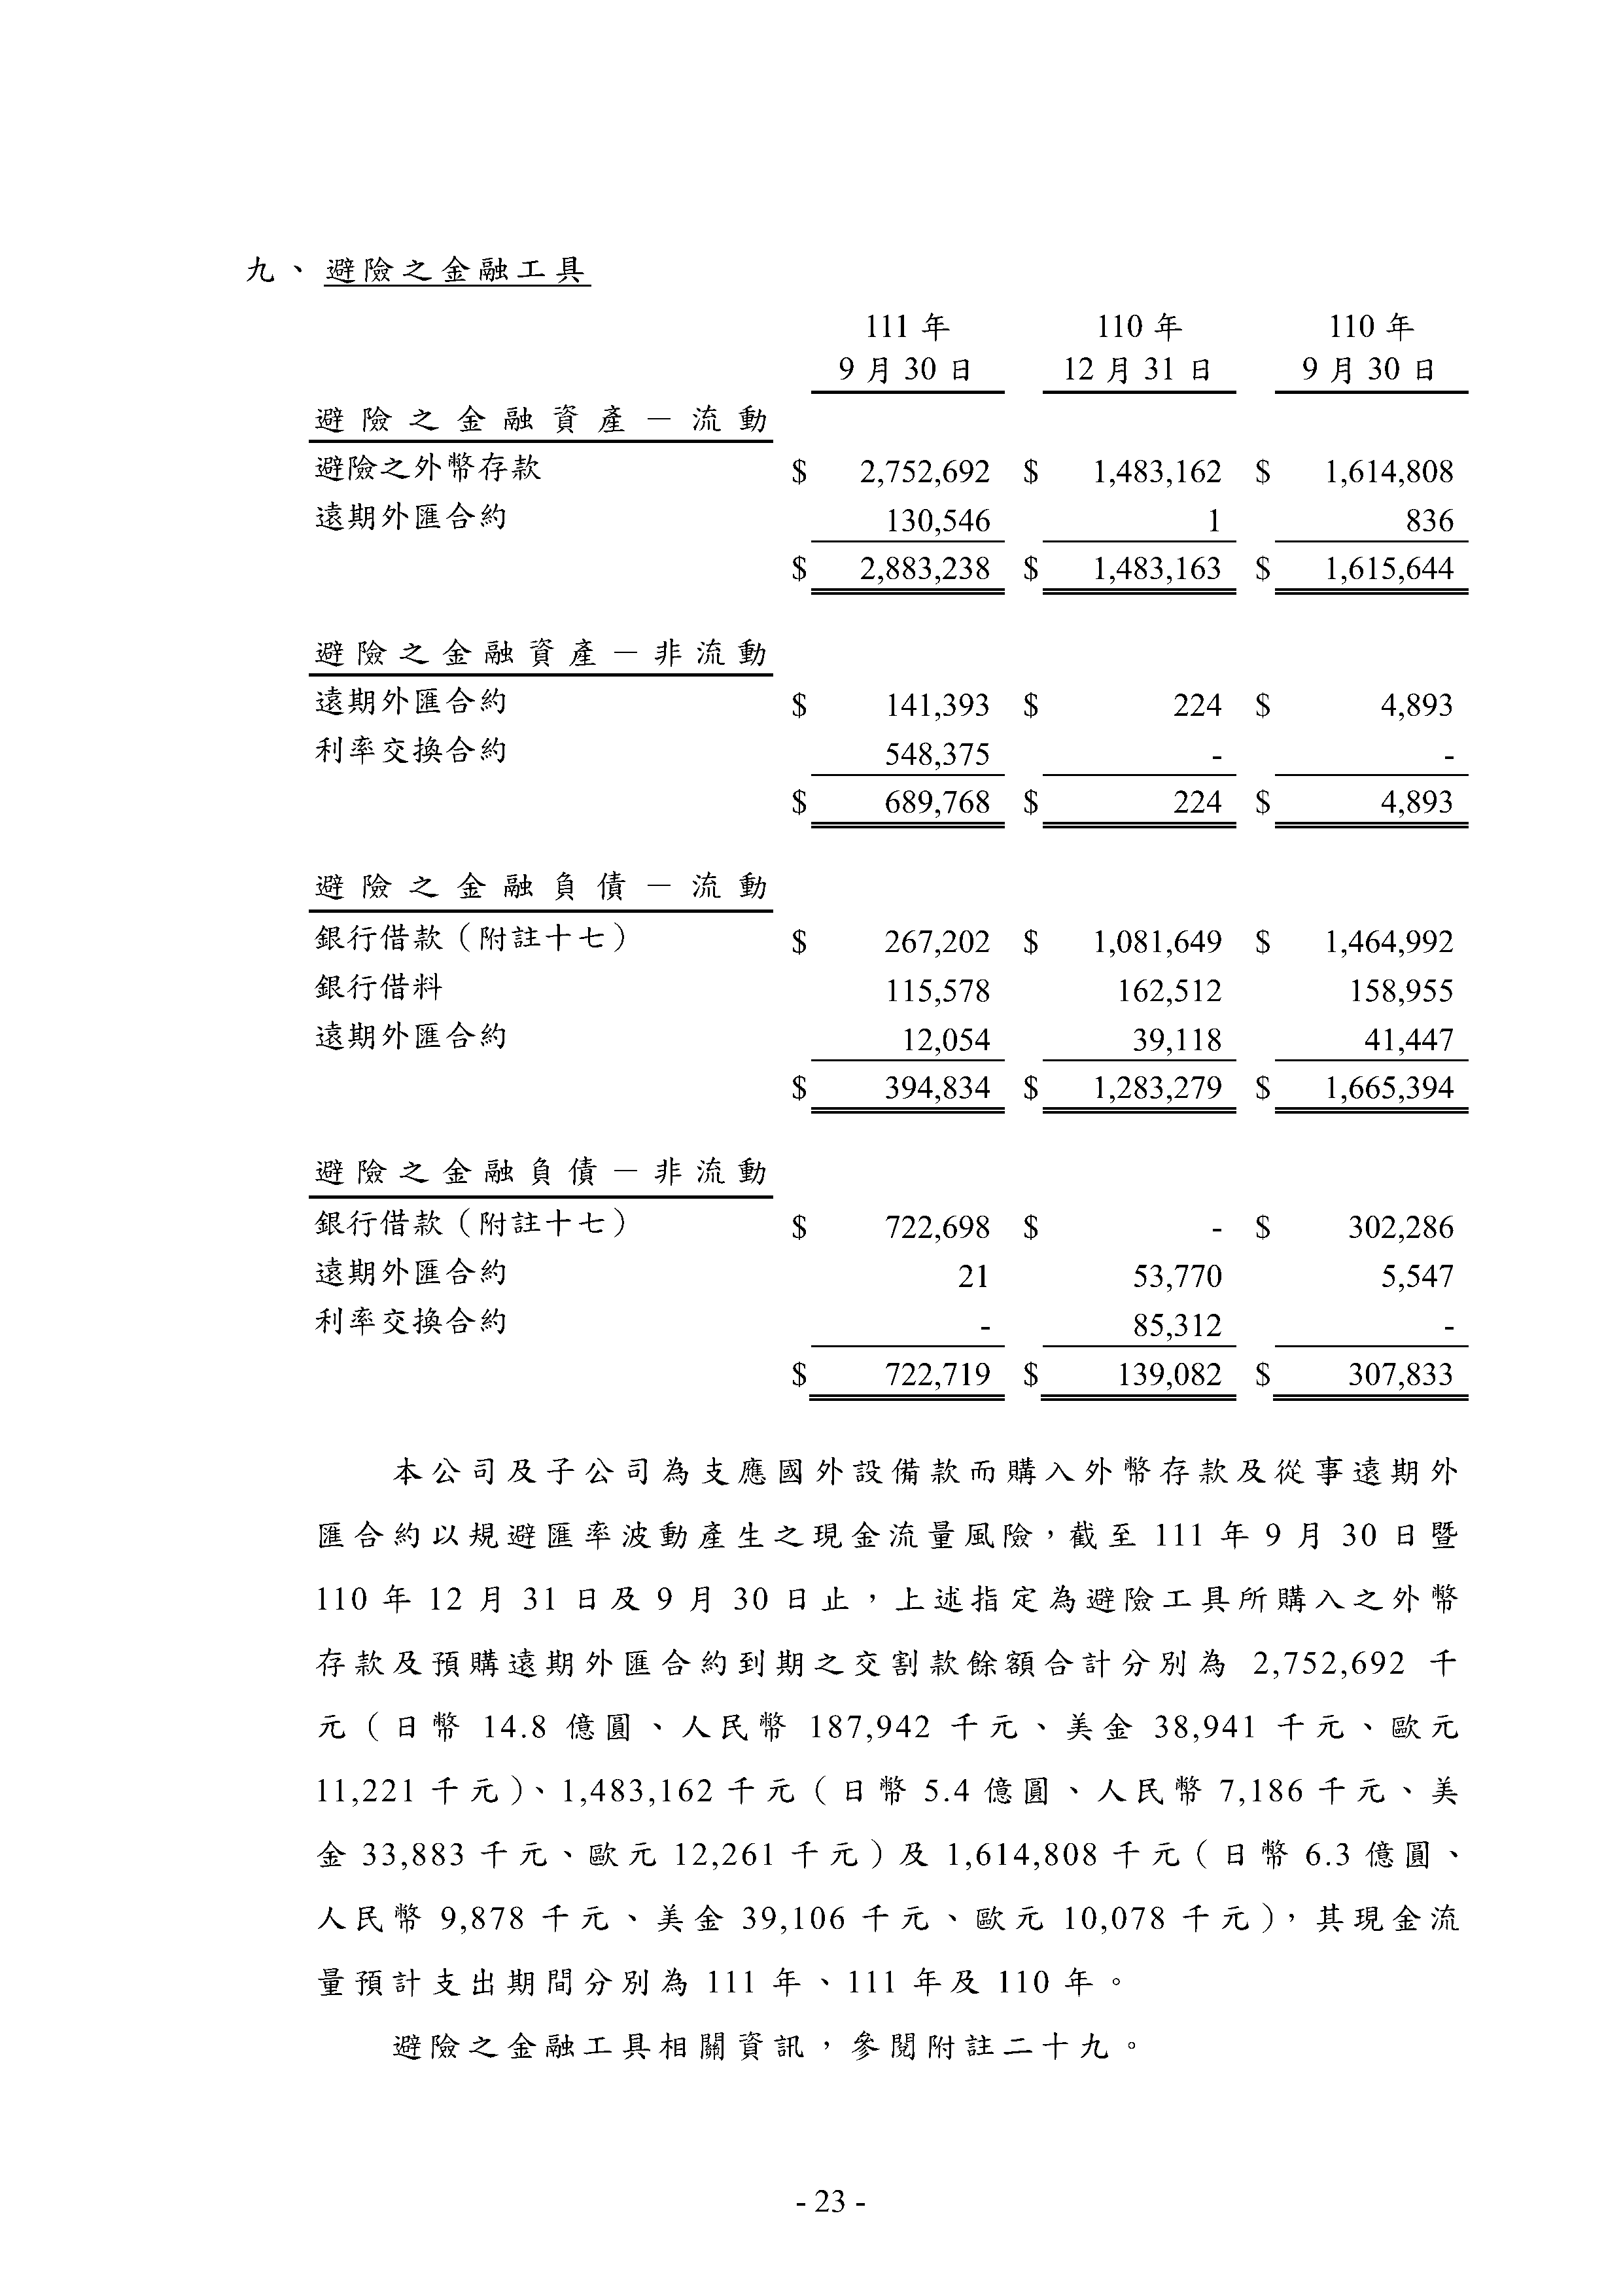 九、避險之金融工具
111 年 110 年 110 年
9 月 30 日 12 月 31 日 9 月 30 日
避險之金融資產－流動
避險之外幣存款 $ 2,752,692 $ 1,483,162 $ 1,614,808
遠期外匯合約 130,546 1 836
$ 2,883,238 $ 1,483,163 $ 1,615,644
避險之金融資產－非流動
遠期外匯合約 $ 141,393 $ 224 $ 4,893
利率交換合約 548,375 - -
$ 689,768 $ 224 $ 4,893
避險之金融負債－流動
銀行借款（附註十七） $ 267,202 $ 1,081,649 $ 1,464,992
銀行借料 115,578 162,512 158,955
遠期外匯合約 12,054 39,118 41,447
$ 394,834 $ 1,283,279 $ 1,665,394
避險之金融負債－非流動
銀行借款（附註十七） $ 722,698 $ - $ 302,286
遠期外匯合約 21 53,770 5,547
利率交換合約 - 85,312 -
$ 722,719 $ 139,082 $ 307,833
本公司及子公司為支應國外設備款而購入外幣存款及從事遠期外
匯合約以規避匯率波動產生之現金流量風險，截至 111 年 9 月 30 日暨
110 年 12 月 31 日及 9 月 30 日止，上述指定為避險工具所購入之外幣
存款及預購遠期外匯合約到期之交割款餘額合計分別為 2,752,692 千
元（日幣 14.8 億圓、人民幣 187,942 千元、美金 38,941 千元、歐元
11,221 千元）、1,483,162 千元（日幣 5.4 億圓、人民幣 7,186 千元、美
金 33,883 千元、歐元 12,261 千元）及 1,614,808 千元（日幣 6.3 億圓、
人民幣 9,878 千元、美金 39,106 千元、歐元 10,078 千元），其現金流
量預計支出期間分別為 111 年、111 年及 110 年。
避險之金融工具相關資訊，參閱附註二十九。
- 23 -